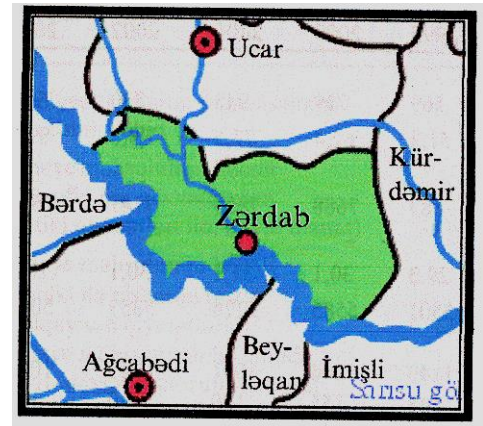 Ucar
Kür-
dəmir
Bərdə
Zərdab
Ağcabədi
Bey-
ləqan
İmişli
Sarısu gö